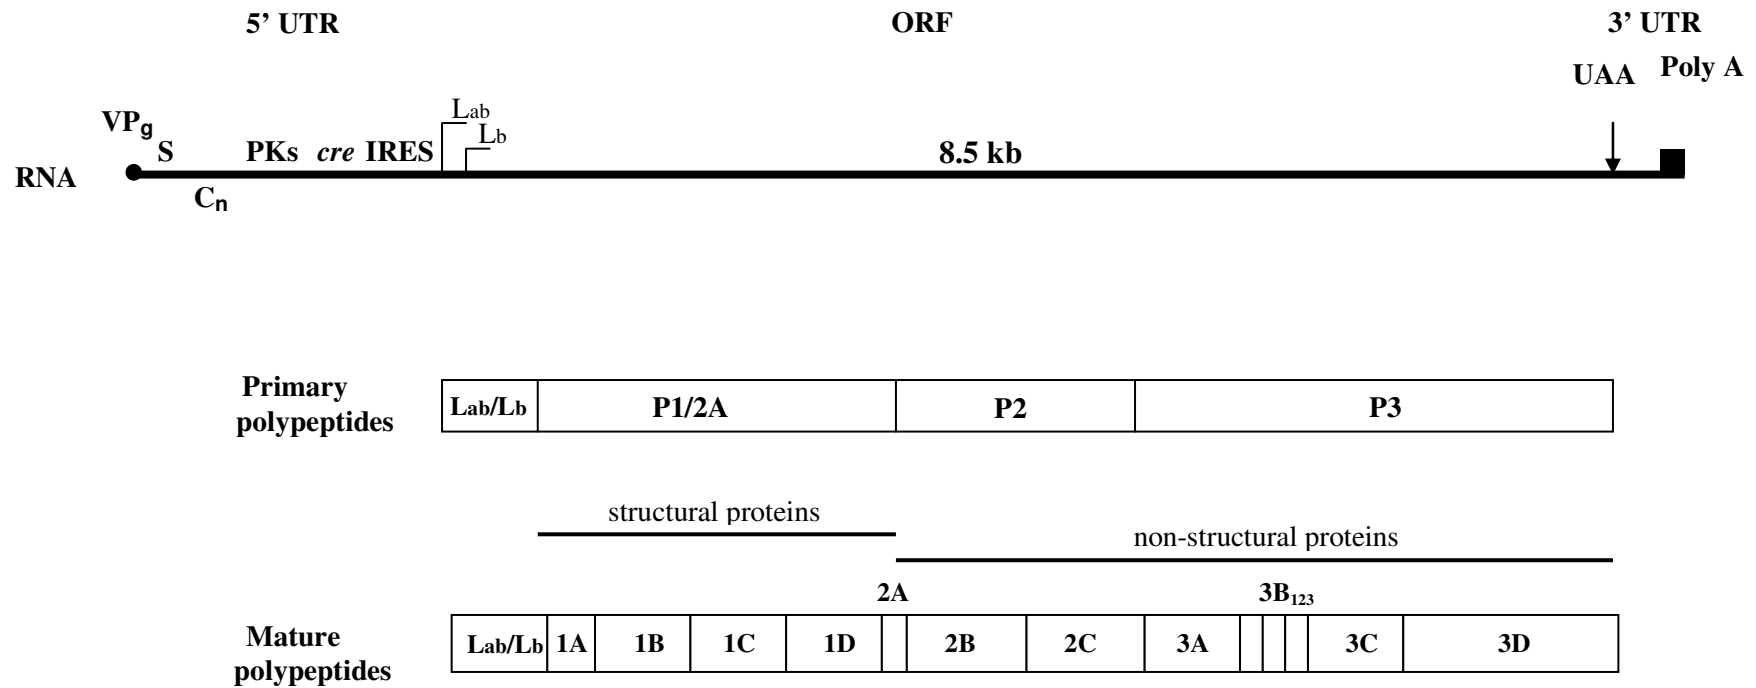 5’ UTR ORF 3’ UTR
UAA Poly A
Lab
VPg
Lb
S PKs cre IRES 8.5 kb
RNA
Cn
Primary
polypeptides
Lab/Lb P1/2A P2 P3
structural proteins
non-structural proteins
2A 3B123
Mature
polypeptides
Lab/Lb 1A 1B 1C 1D 2B 2C 3A 3C 3D